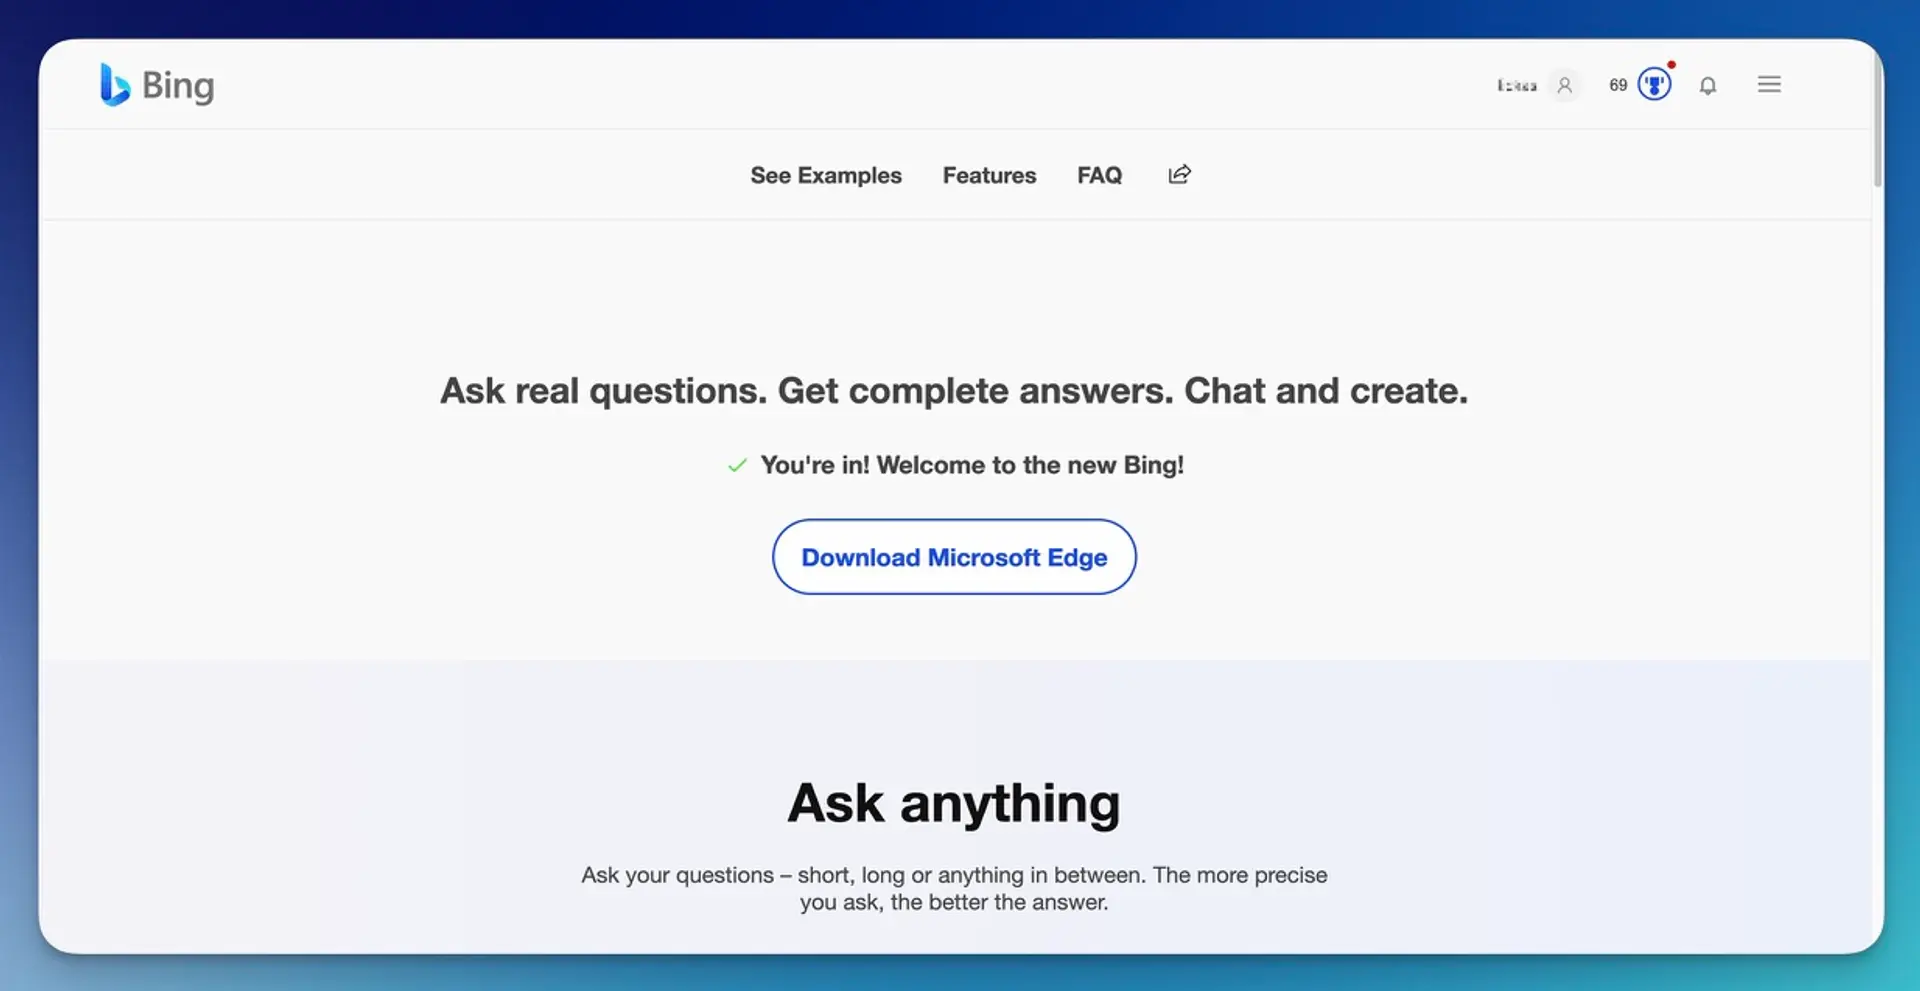 Bing
69
See Examples Features FAQ
Ask real questions. Get complete answers. Chat and create.
You're in! Welcome to the new Bing!
Download Microsoft Edge
Ask anything
Ask your questions – short, long or anything in between. The more precise
you ask, the better the answer.